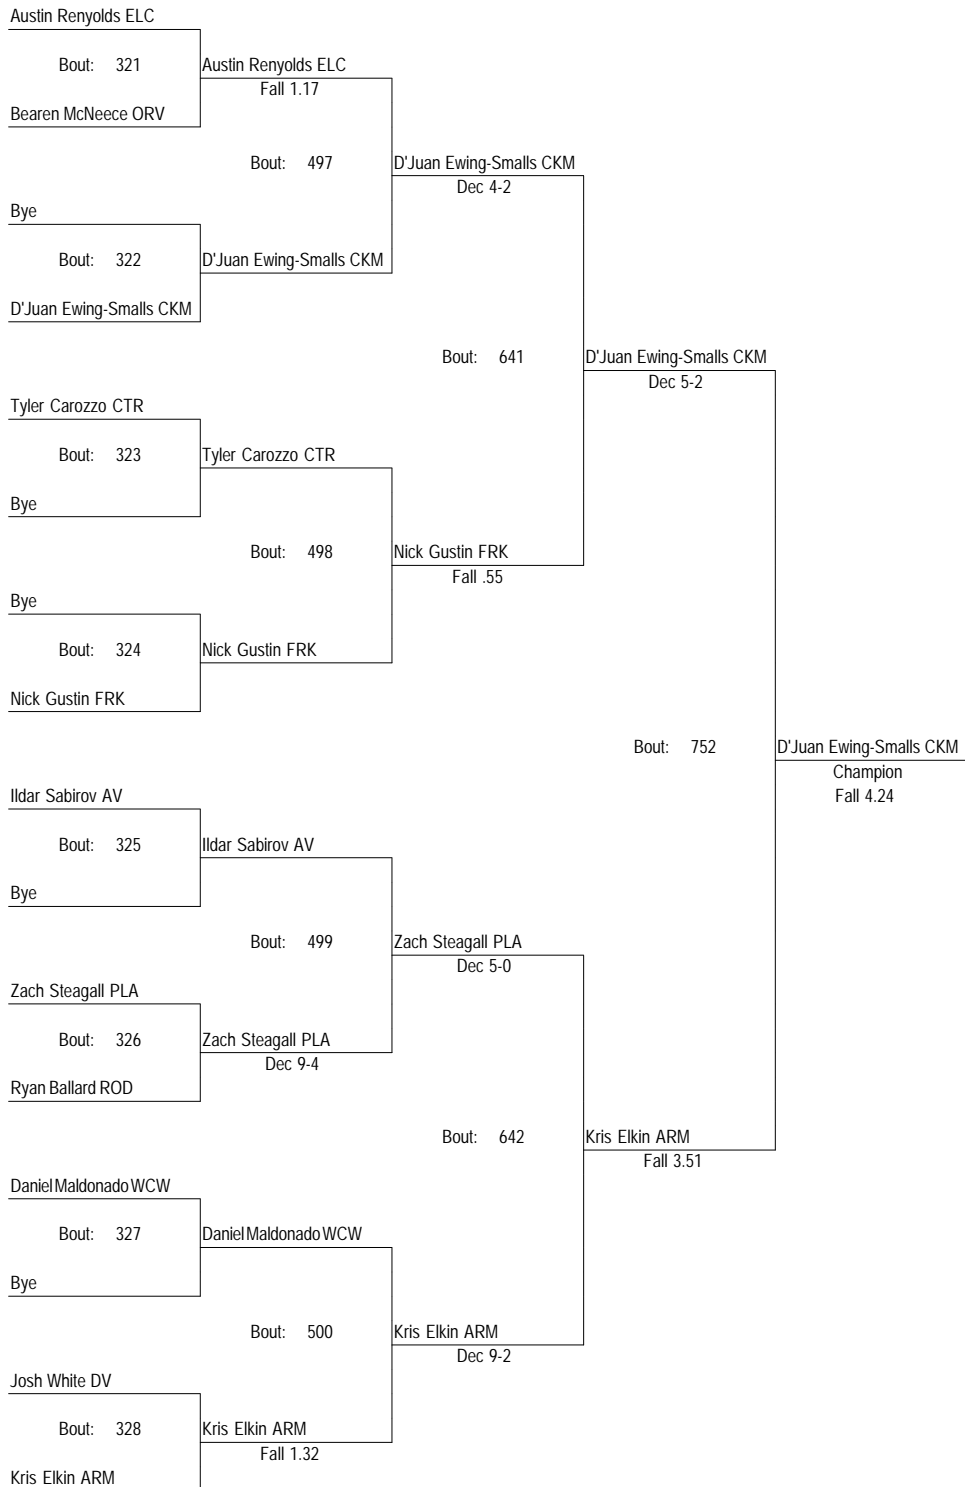 Austin Renyolds ELC
Bout: 321
Austin Renyolds ELC
Fall 1.17
Bearen McNeece ORV
Bout: 497
D'Juan Ewing-Smalls CKM
Dec 4-2
Bye
Bout: 322
D'Juan Ewing-Smalls CKM
D'Juan Ewing-Smalls CKM
Bout: 641
D'Juan Ewing-Smalls CKM
Dec 5-2
Tyler Carozzo CTR
Bout: 323
Tyler Carozzo CTR
Bye
Bout: 498
Nick Gustin FRK
Fall .55
Bye
Bout: 324
Nick Gustin FRK
Nick Gustin FRK
Bout: 752
D'Juan Ewing-Smalls CKM
Champion
Fall 4.24
Ildar Sabirov AV
Bout: 325
Ildar Sabirov AV
Bye
Bout: 499
Zach Steagall PLA
Dec 5-0
Zach Steagall PLA
Bout: 326
Zach Steagall PLA
Dec 9-4
Ryan Ballard ROD
Bout: 642
Kris Elkin ARM
Fall 3.51
Daniel Maldonado WCW
Bout: 327
Daniel Maldonado WCW
Bye
Bout: 500
Kris Elkin ARM
Dec 9-2
Josh White DV
Bout: 328
Kris Elkin ARM
Fall 1.32
Kris Elkin ARM